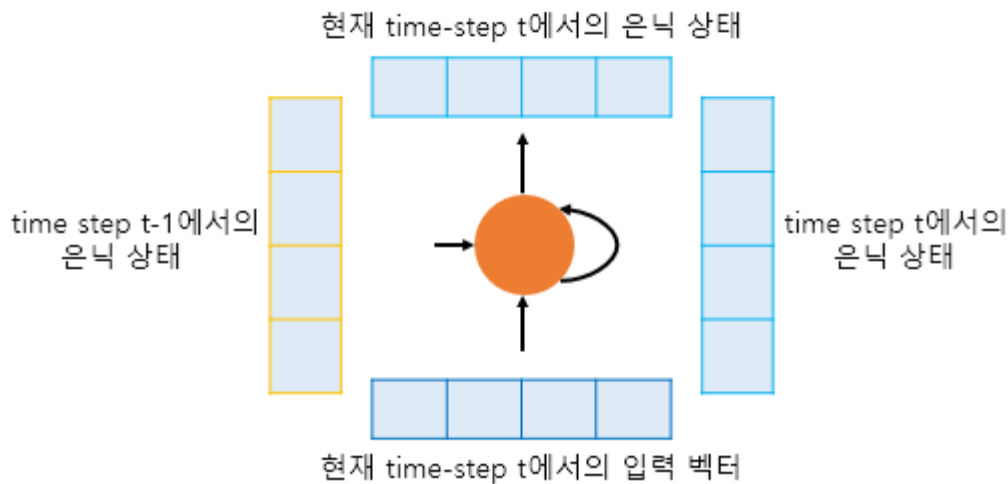 현재 time-step t에서의 은닉 상태
time step t-1에서의
은닉 상태
time step t에서의
은닉 상태
현재 time-step t에서의 입력 벡터